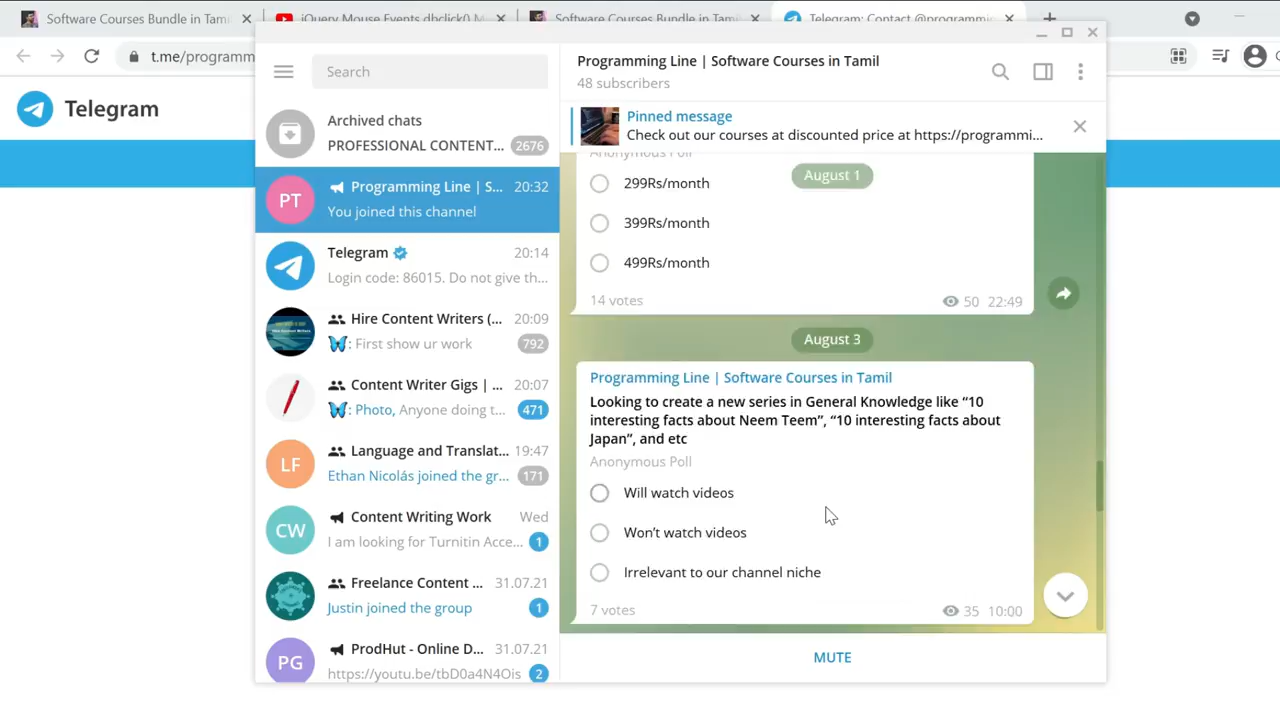 Software Courses Bundle in Tami
jQuery Mouse Events dbclick() M
Software Courses Bundle in Tami
Telegram: Contact @programmi
t.me/programm
Telegram
Search
Archived chats
PROFESSIONAL CONTENT...
2676
PT
Programming Line | S...
20:32
You joined this channel
Telegram
20:14
Login code: 86015. Do not give th...
Hire Content Writers (...
20:09
: First show ur work
792
Content Writer Gigs | ...
20:07
: Photo, Anyone doing t...
471
LF
Language and Translat...
19:47
Ethan Nicolás joined the gr...
171
CW
Content Writing Work
Wed
I am looking for Turnitin Acce...
1
Freelance Content ...
31.07.21
Justin joined the group
1
PG
ProdHut - Online D...
31.07.21
https://youtu.be/tbD0a4N4Ois
2
Programming Line | Software Courses in Tamil
48 subscribers
Pinned message
Check out our courses at discounted price at https://programmi...
Anonymous Poll
August 1
299Rs/month
399Rs/month
499Rs/month
14 votes
50 22:49
August 3
Programming Line | Software Courses in Tamil
Looking to create a new series in General Knowledge like “10
interesting facts about Neem Teem”, “10 interesting facts about
Japan”, and etc
Anonymous Poll
Will watch videos
Won’t watch videos
Irrelevant to our channel niche
7 votes
35 10:00
MUTE